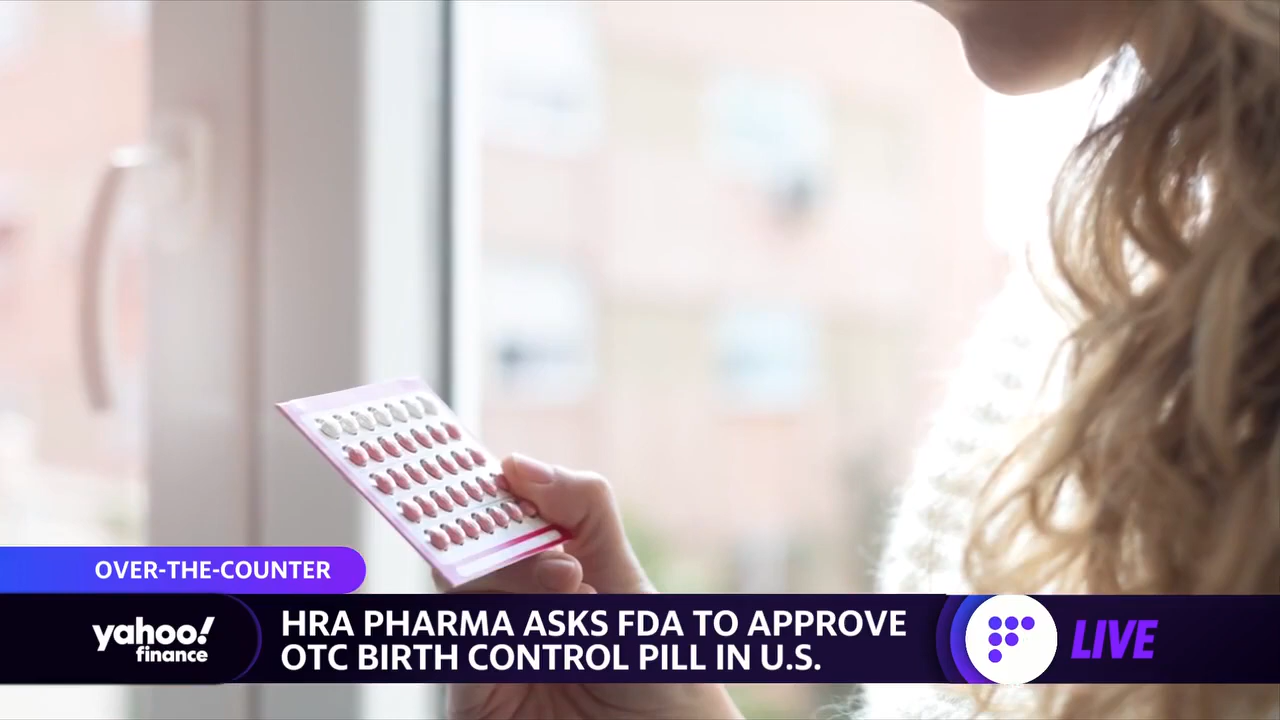 OVER-THE-COUNTER
yahoo!
finance
HRA PHARMA ASKS FDA TO APPROVE
OTC BIRTH CONTROL PILL IN U.S.
LIVE